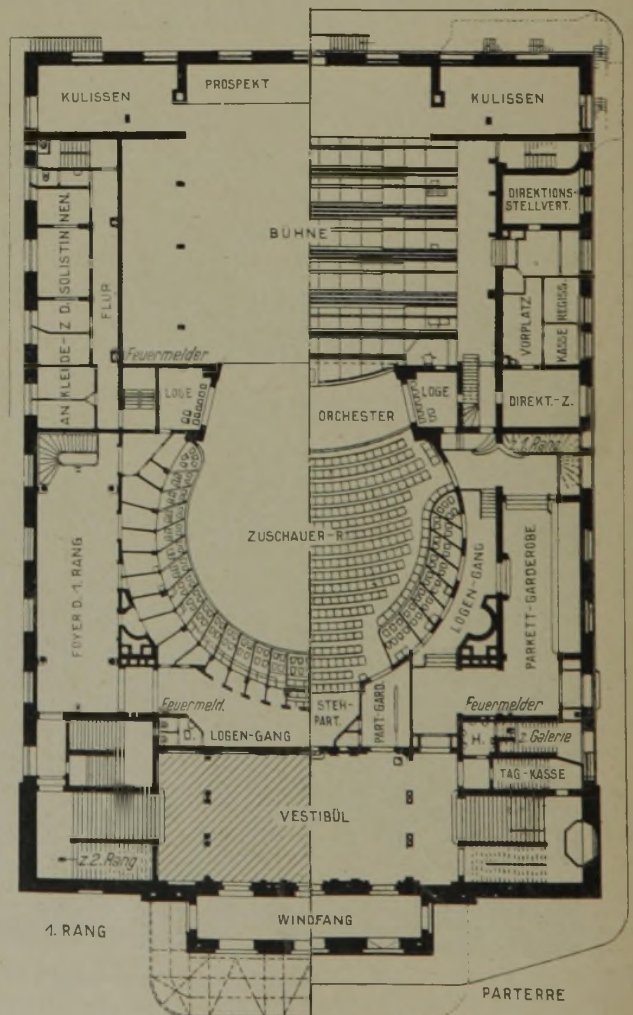 KULISSEN
PROSPEKT
KULISSEN
DIREKTIONS-
STELLVERT.
BÜHNE
ANKLEIDE-Z.D. SOLISTINNEN.
FLUR
VORPLATZ
KASSE
REGISS.
Feuermelder
LOGE
LOGE
ORCHESTER
DIREKT.-Z.
z.1.Rang
ZUSCHAUER-R.
FOYER D. 1. RANG
LOGEN-GANG
PARKETT-GARDEROBE
Feuermeld.
D.
LOGEN-GANG
STEH-
PART.
PART-GARD.
Feuermelder
H.
z.Galerie
TAG-KASSE
VESTIBÜL
z.2.Rang
WINDFANG
1. RANG
PARTERRE